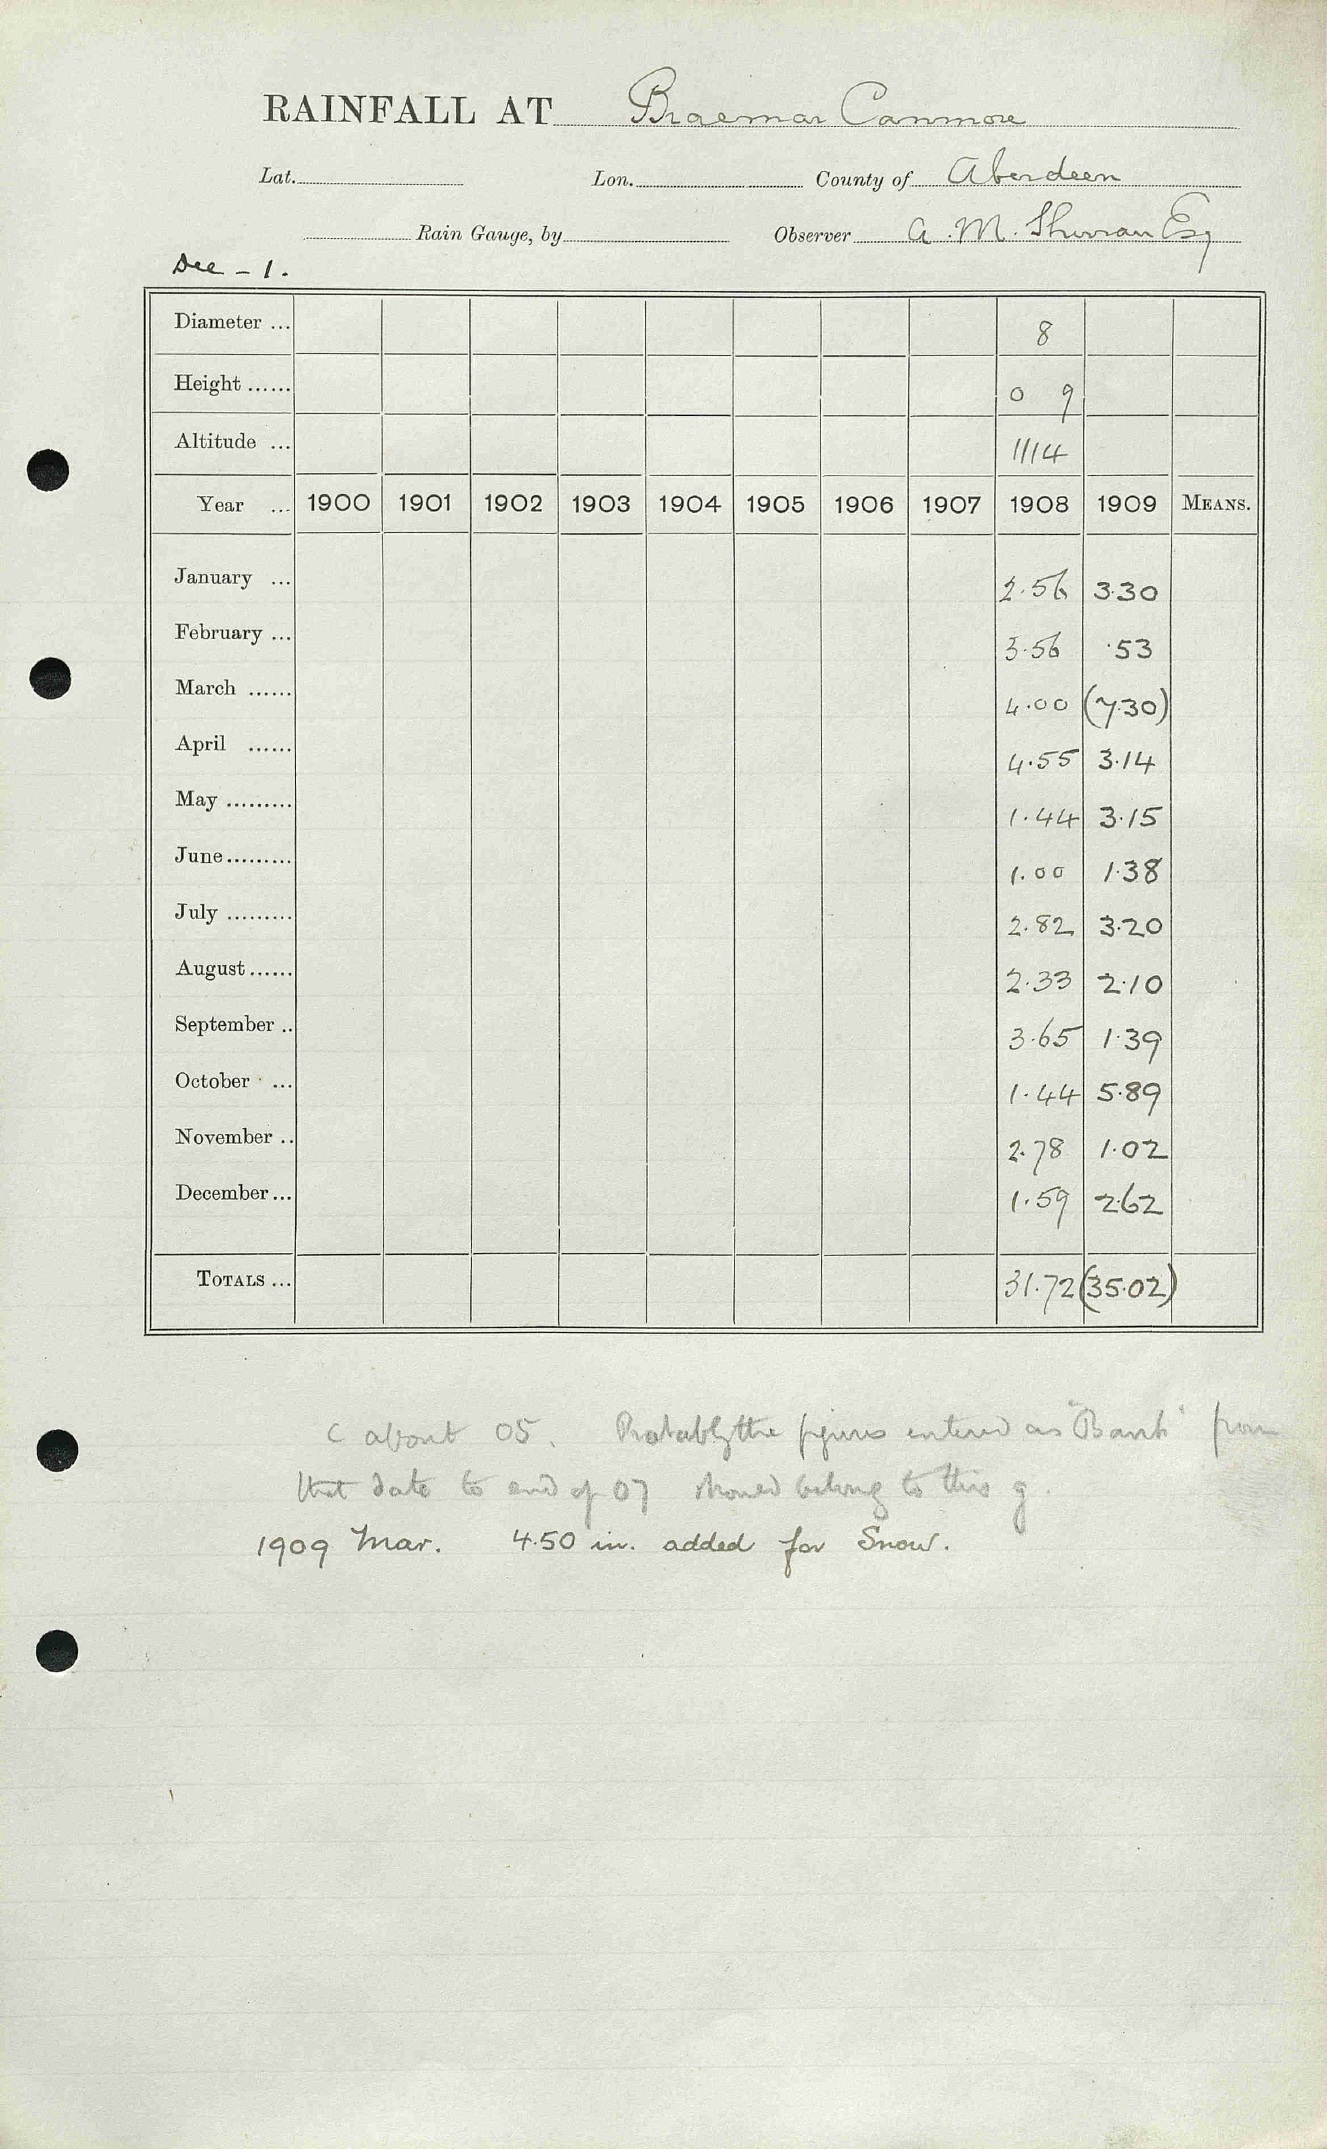 RAINFALL AT Braemar Canmore
Lat. Lon. County of Aberdeen
Rain Gauge, by Observer A. M. Esq
Dee - 1.
Diameter ... 8
Height ...... 0 9
Altitude ... 1114
Year ... 1900 1901 1902 1903 1904 1905 1906 1907 1908 1909 MEANS.
January ... 2.56 3.30
February ... 3.56 .53
March ...... 4.00 (7.30)
April ...... 4.55 3.14
May ......... 1.44 3.15
June ......... 1.00 1.38
July ......... 2.82 3.20
August ...... 2.33 2.10
September .. 3.65 1.39
October ... 1.44 5.89
November .. 2.78 1.02
December ... 1.59 2.62
TOTALS ... 31.72 (35.02)
C about 05. Probably the figures entered as "Bank" from
that date to end of 07 should belong to this g.
1909 Mar. 4.50 in. added for Snow.